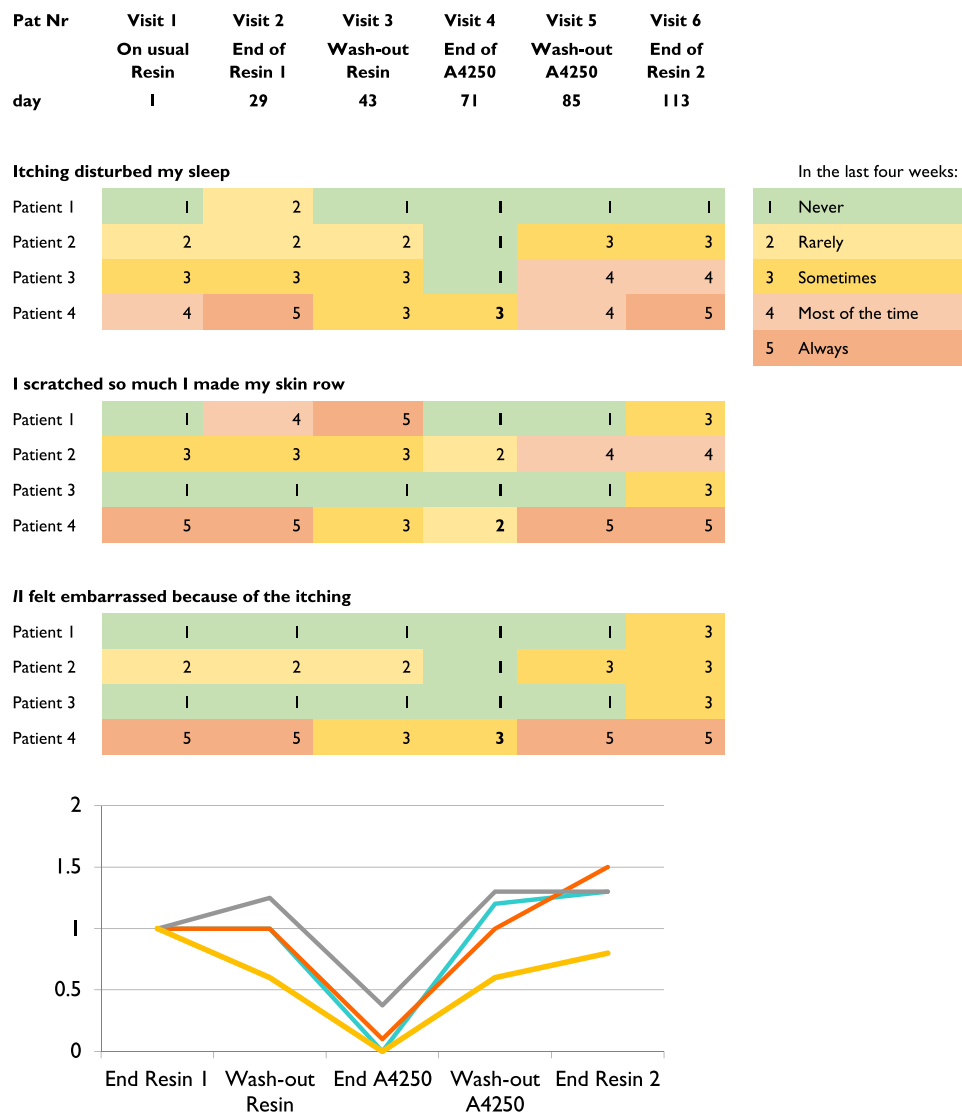 Pat Nr Visit 1 Visit 2 Visit 3 Visit 4 Visit 5 Visit 6
On usual End of Wash-out End of Wash-out End of
Resin Resin 1 Resin A4250 A4250 Resin 2
day 1 29 43 71 85 113
Itching disturbed my sleep In the last four weeks:
Patient 1 1 2 1 1 1 1 1 Never
Patient 2 2 2 2 1 3 3 2 Rarely
Patient 3 3 3 3 1 4 4 3 Sometimes
Patient 4 4 5 3 3 4 5 4 Most of the time
5 Always
I scratched so much I made my skin row
Patient 1 1 4 5 1 1 3
Patient 2 3 3 3 2 4 4
Patient 3 1 1 1 1 1 3
Patient 4 5 5 3 2 5 5
II felt embarrassed because of the itching
Patient 1 1 1 1 1 1 3
Patient 2 2 2 2 1 3 3
Patient 3 1 1 1 1 1 3
Patient 4 5 5 3 3 5 5
2
1.5
1
0.5
0
End Resin 1 Wash-out End A4250 Wash-out End Resin 2
Resin A4250